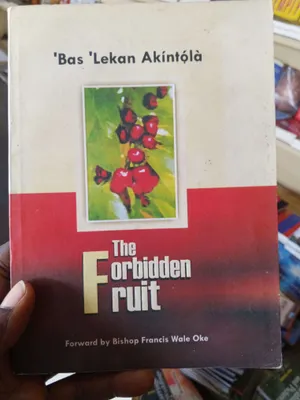 'Bas 'Lekan Akíntọ́là
The
Forbidden
Fruit
Forward by Bishop Francis Wale Oke